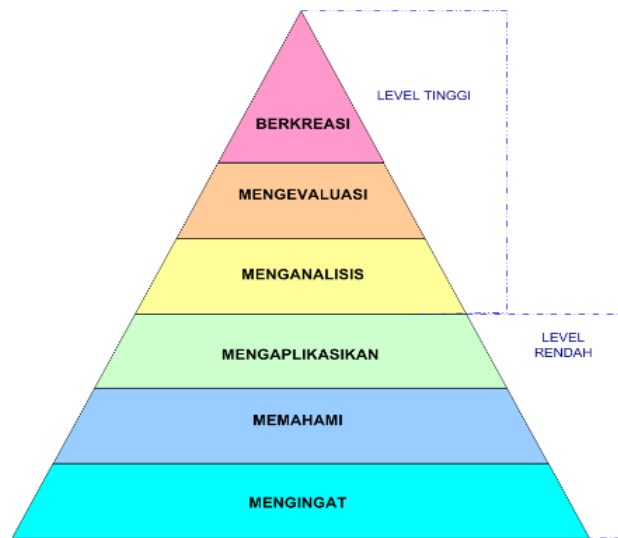 LEVEL TINGGI
BERKREASI
MENGEVALUASI
MENGANALISIS
LEVEL
RENDAH
MENGAPLIKASIKAN
MEMAHAMI
MENGINGAT